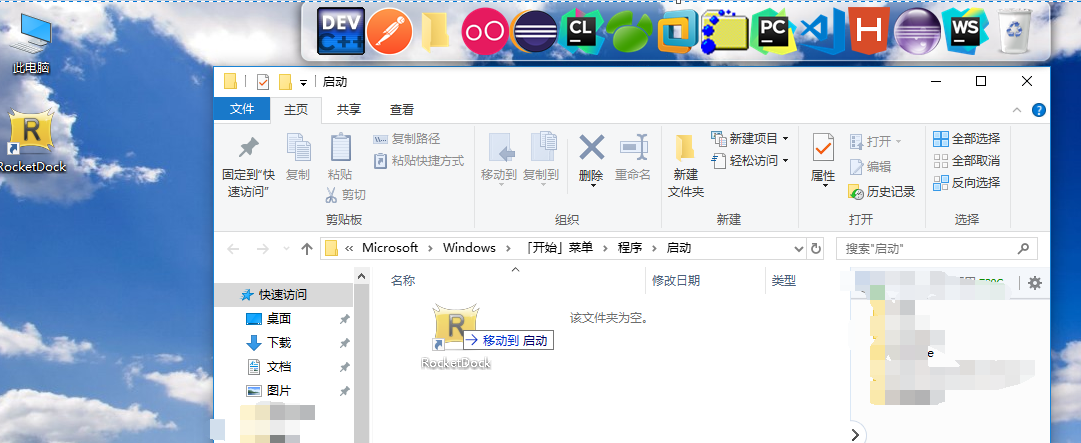 DEV
C++
CL
PC
H
WS
此电脑
R
RocketDock
启动
文件
主页
共享
查看
固定到“快
速访问”
复制
粘贴
复制路径
粘贴快捷方式
剪切
剪贴板
移动到
复制到
删除
重命名
组织
新建
文件夹
新建项目
轻松访问
新建
属性
打开
编辑
历史记录
打开
全部选择
全部取消
反向选择
选择
« Microsoft › Windows › 「开始」菜单 › 程序 › 启动
搜索"启动"
名称
修改日期
类型
快速访问
桌面
下载
文档
图片
该文件夹为空。
R
移动到 启动
RocketDock